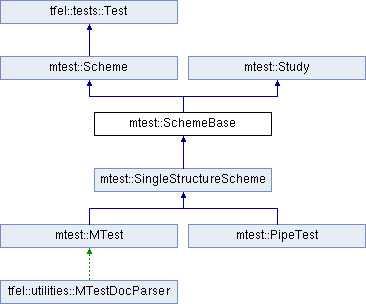 tfel::tests::Test
mtest::Scheme
mtest::Study
mtest::SchemeBase
mtest::SingleStructureScheme
mtest::MTest
mtest::PipeTest
tfel::utilities::MTestDocParser